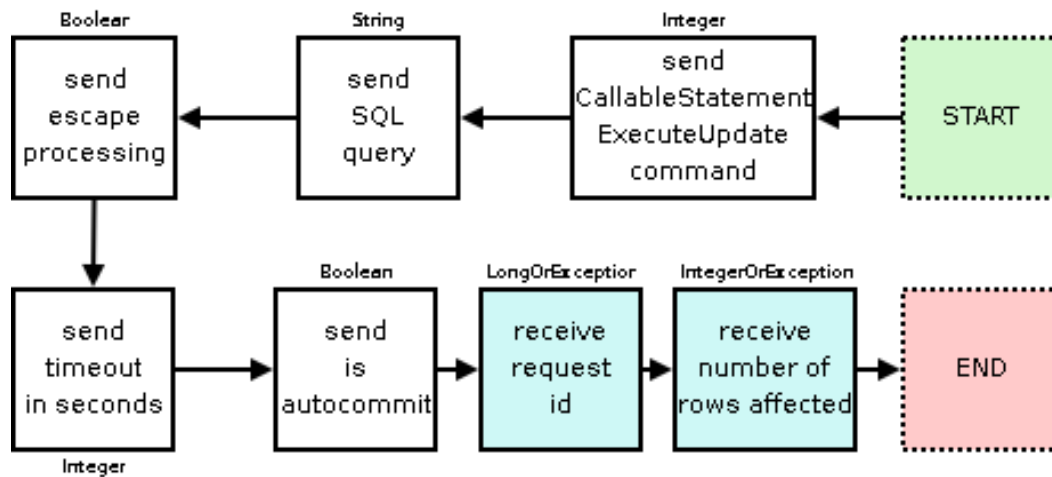 Boolear
String
Integer
send
escape
processing
send
SQL
query
send
CallableStatement
ExecuteUpdate
command
START
Boolean
LongOrExceptior
IntegerOrException
send
timeout
in seconds
send
is
autocommit
receive
request
id
receive
number of
rows affected
END
Integer